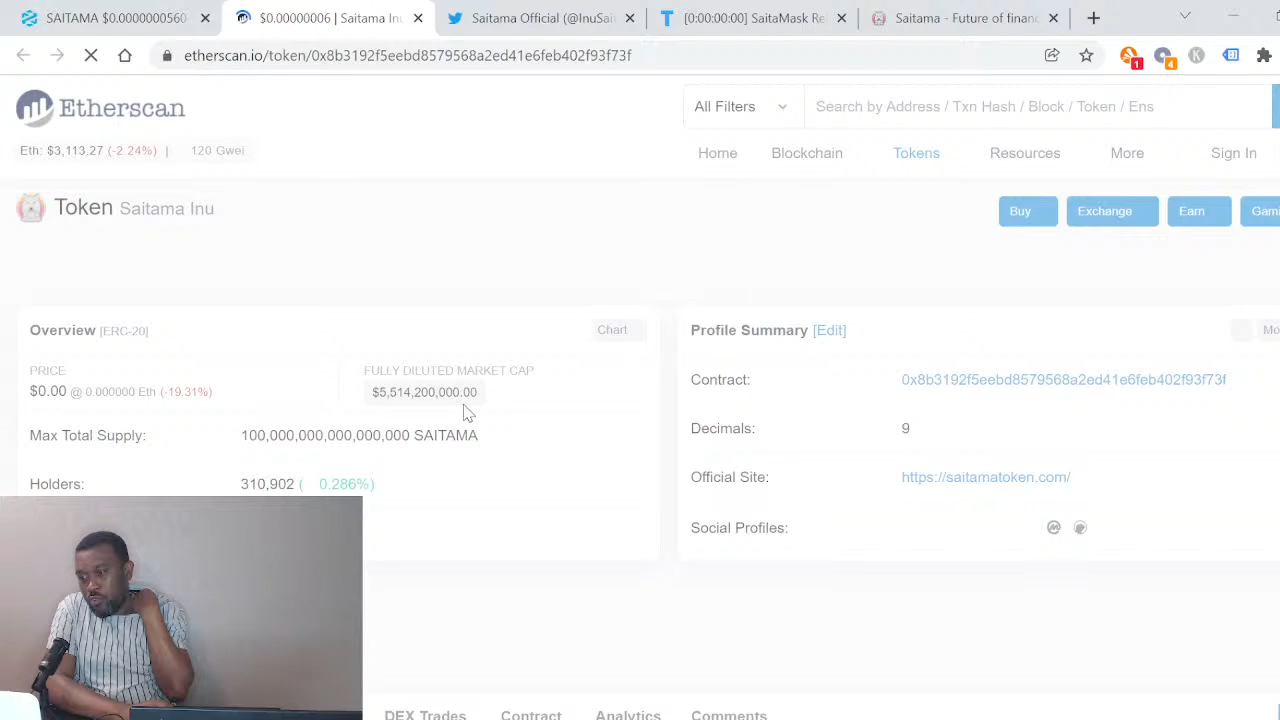 SAITAMA $0.0000000560
$0.00000006 | Saitama Inu
Saitama Official (@InuSai
[0:00:00:00] SaitaMask Re
Saitama - Future of financ
etherscan.io/token/0x8b3192f5eebd8579568a2ed41e6feb402f93f73f
1
4
K
Etherscan
All Filters
Search by Address / Txn Hash / Block / Token / Ens
Eth: $3,113.27 (-2.24%) |
120 Gwei
Home
Blockchain
Tokens
Resources
More
Sign In
Token Saitama Inu
Buy
Exchange
Earn
Gami
Overview [ERC-20]
Chart
PRICE
$0.00 @ 0.000000 Eth (-19.31%)
FULLY DILUTED MARKET CAP
$5,514,200,000.00
Max Total Supply:
100,000,000,000,000,000 SAITAMA
Holders:
310,902 ( 0.286%)
Profile Summary [Edit]
Mo
Contract:
0x8b3192f5eebd8579568a2ed41e6feb402f93f73f
Decimals:
9
Official Site:
https://saitamatoken.com/
Social Profiles:
DEX Trades
Contract
Analytics
Comments